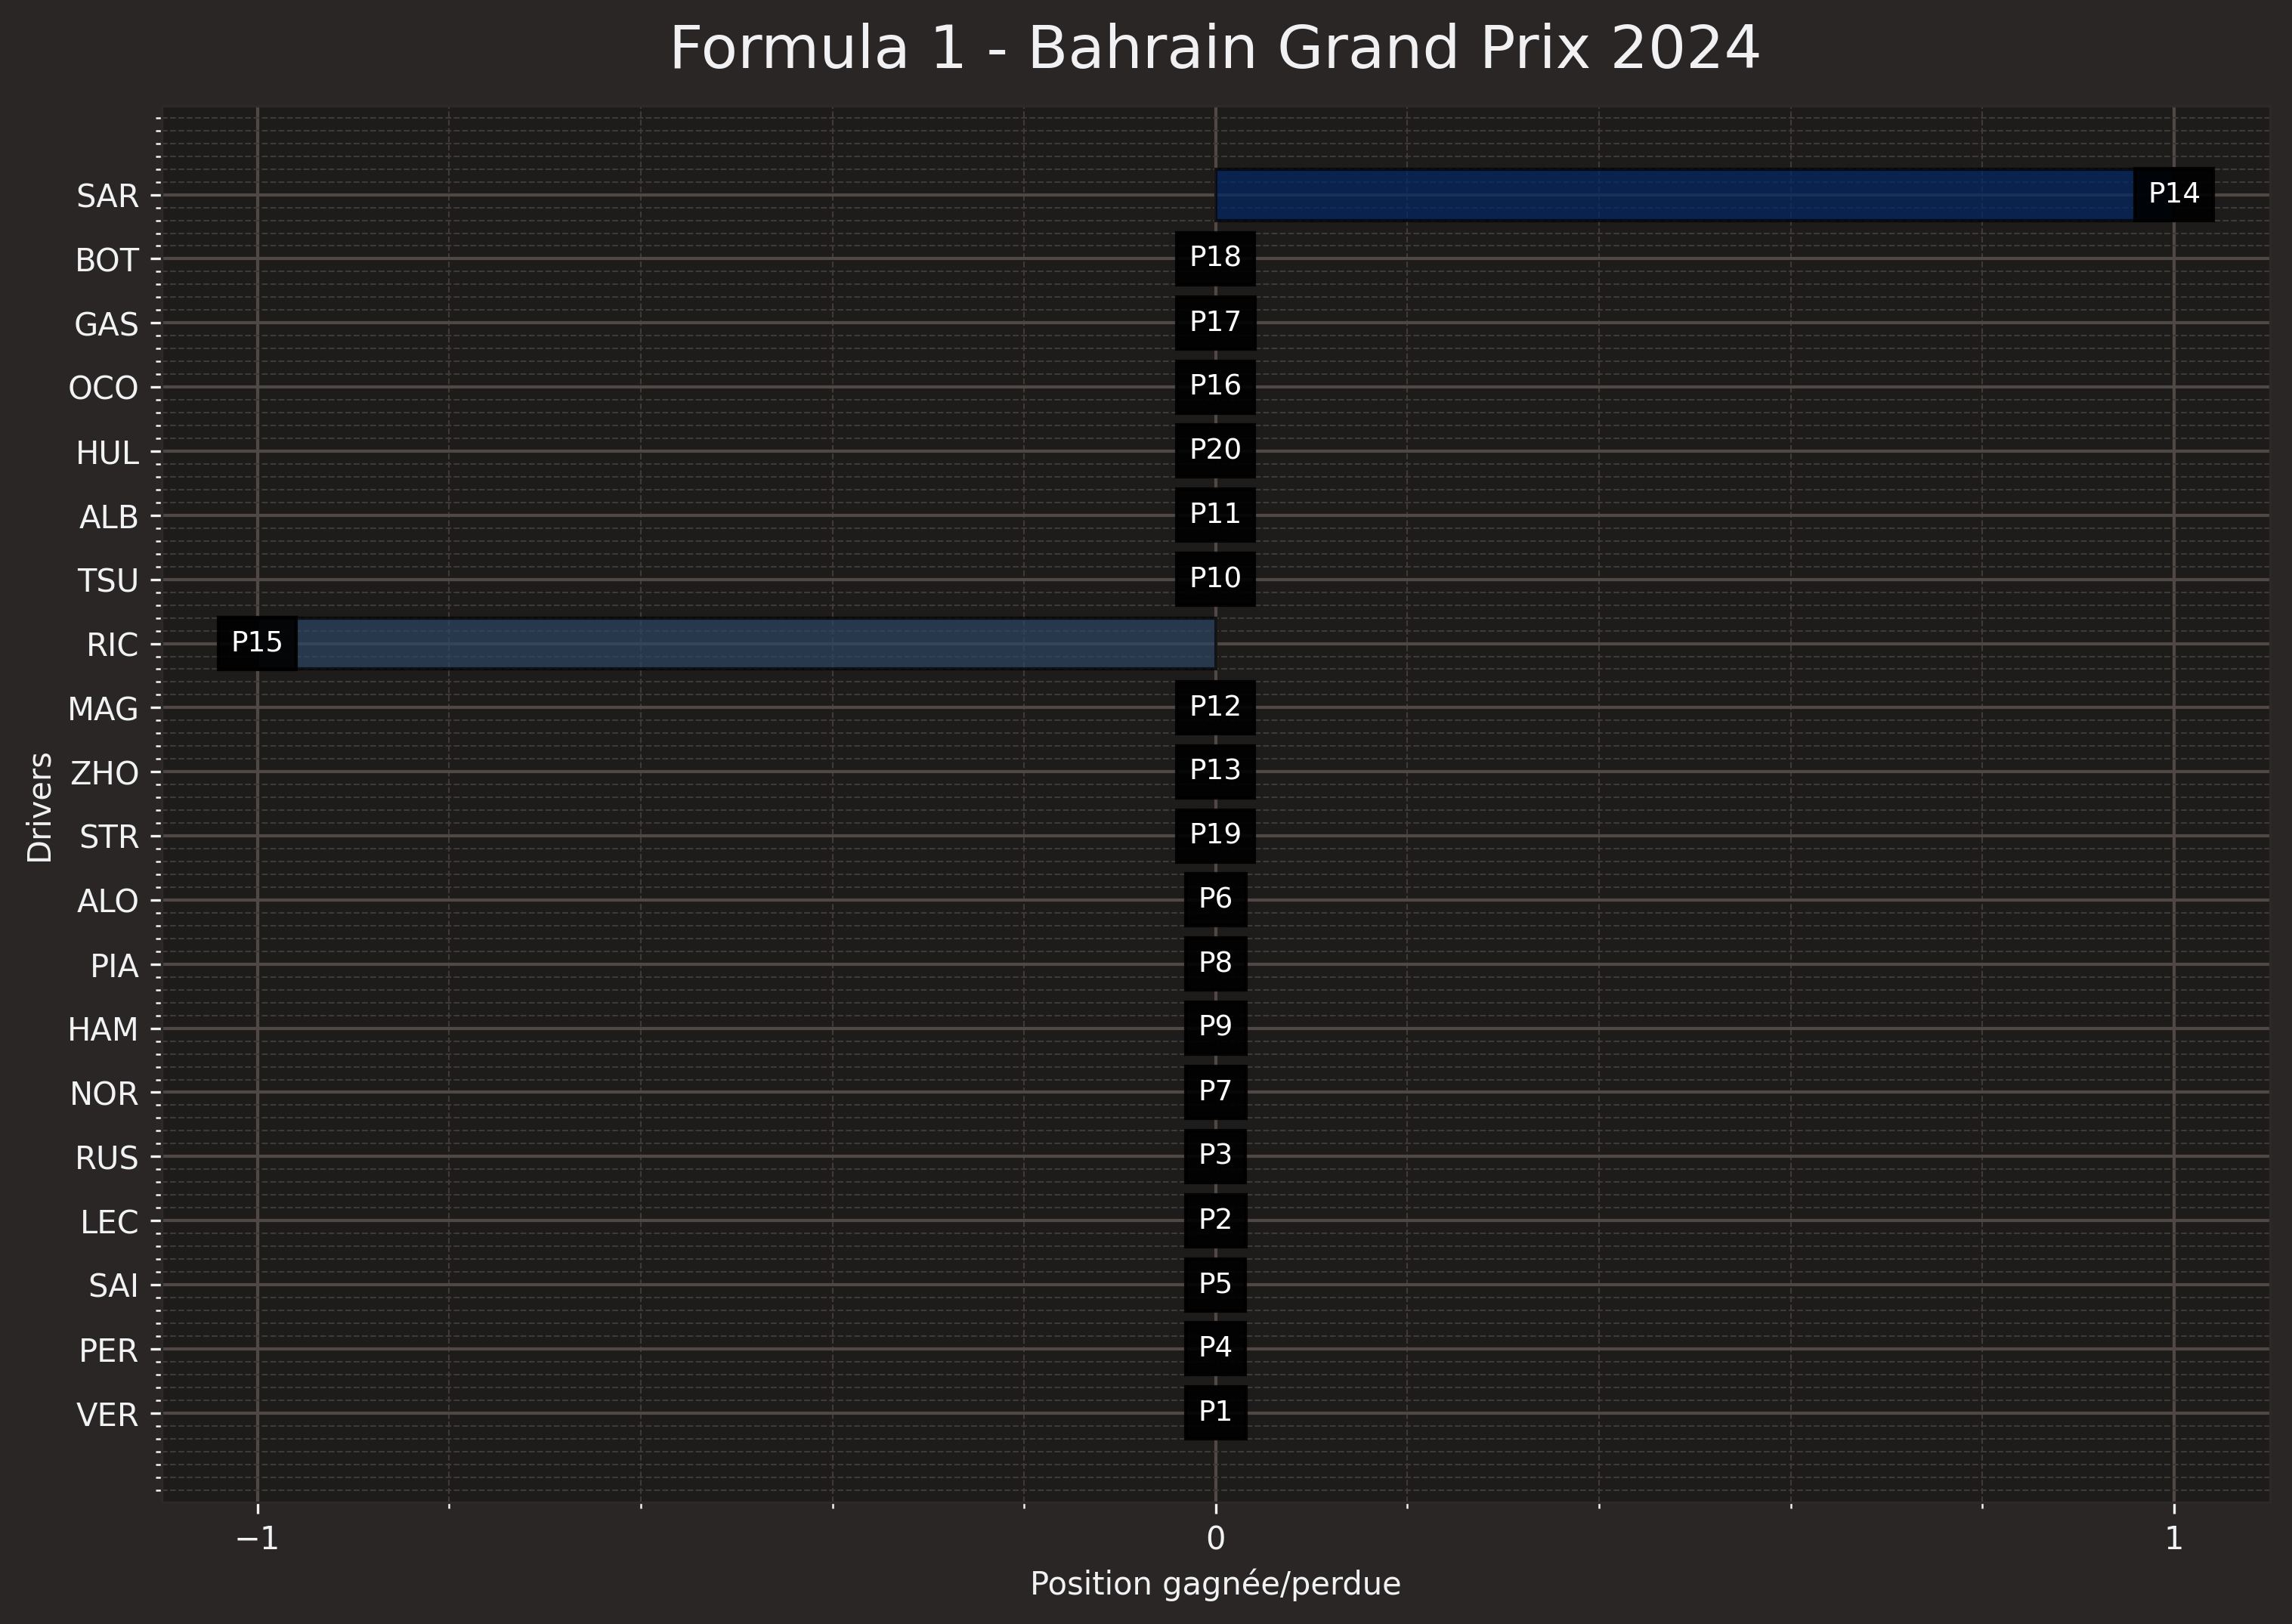 Formula 1 - Bahrain Grand Prix 2024
SAR P14
BOT P18
GAS P17
OCO P16
HUL P20
ALB P11
TSU P10
RIC P15
MAG P12
ZHO P13
STR P19
ALO P6
PIA P8
HAM P9
NOR P7
RUS P3
LEC P2
SAI P5
PER P4
VER P1
Drivers
−1 0 1
Position gagnée/perdue